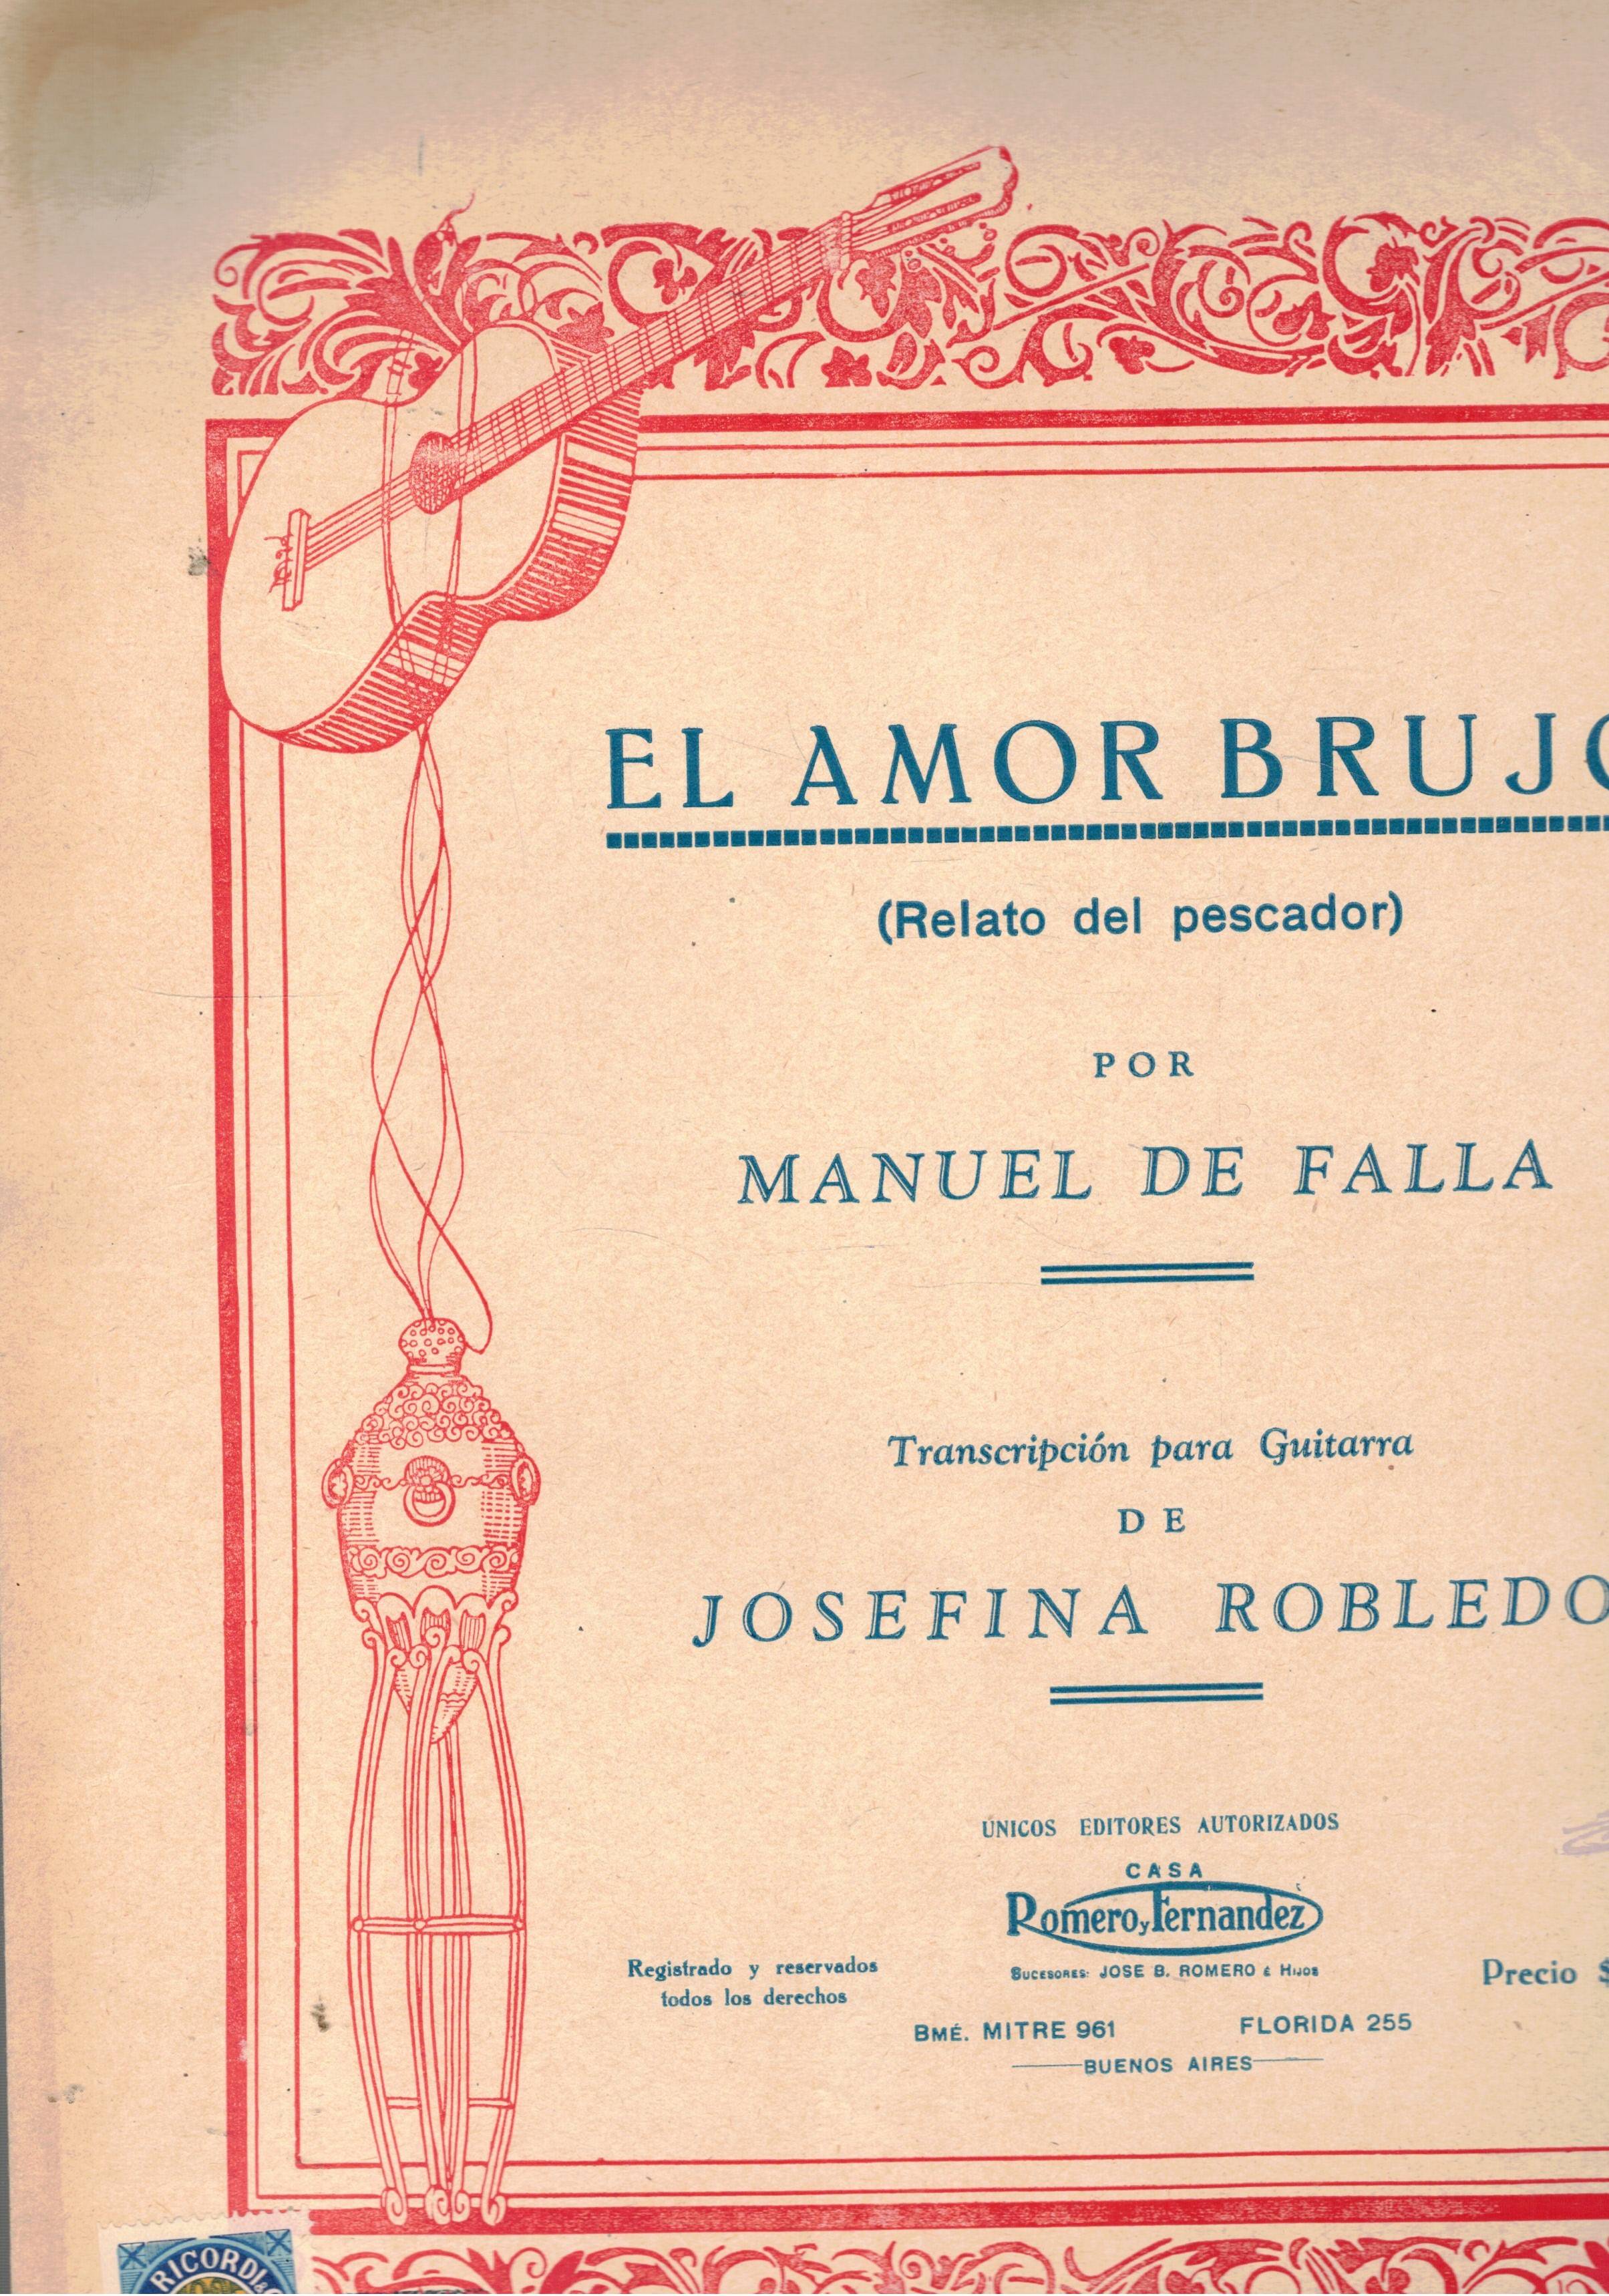 EL AMOR BRUJO
(Relato del pescador)
POR
MANUEL DE FALLA
Transcripción para Guitarra
DE
JOSEFINA ROBLEDO
ÚNICOS EDITORES AUTORIZADOS
CASA
Romero y Fernandez
SUCESORES: JOSE B. ROMERO é HIJOS
Registrado y reservados
todos los derechos
Precio $
BMÉ. MITRE 961 FLORIDA 255
BUENOS AIRES
RICORDI &